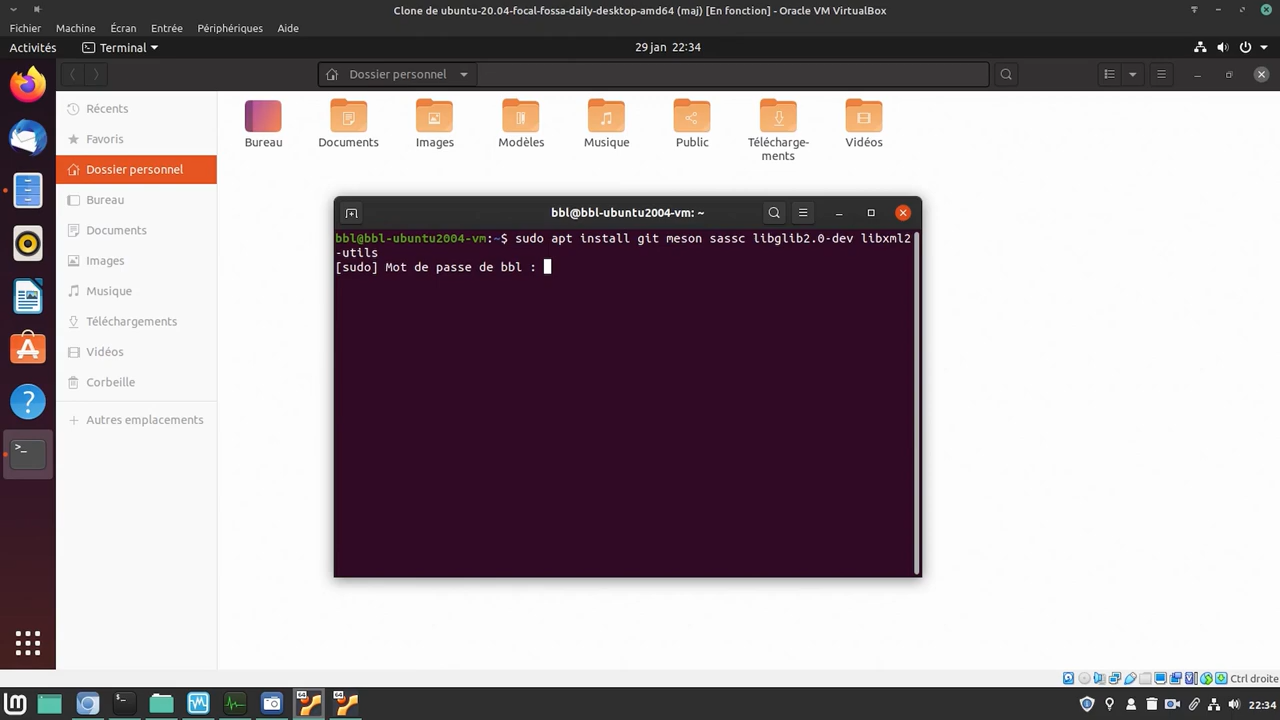 Clone de ubuntu-20.04-focal-fossa-daily-desktop-amd64 (maj) [En fonction] - Oracle VM VirtualBox
Fichier Machine Écran Entrée Périphériques Aide
Activités Terminal 29 jan 22:34
Dossier personnel
Récents
Favoris
Dossier personnel
Bureau
Documents
Images
Musique
Téléchargements
Vidéos
Corbeille
Autres emplacements
Bureau Documents Images Modèles Musique Public Télécharge- Vidéos
ments
bbl@bbl-ubuntu2004-vm: ~
bbl@bbl-ubuntu2004-vm:~$ sudo apt install git meson sassc libglib2.0-dev libxml2
-utils
[sudo] Mot de passe de bbl :
Ctrl droite
22:34